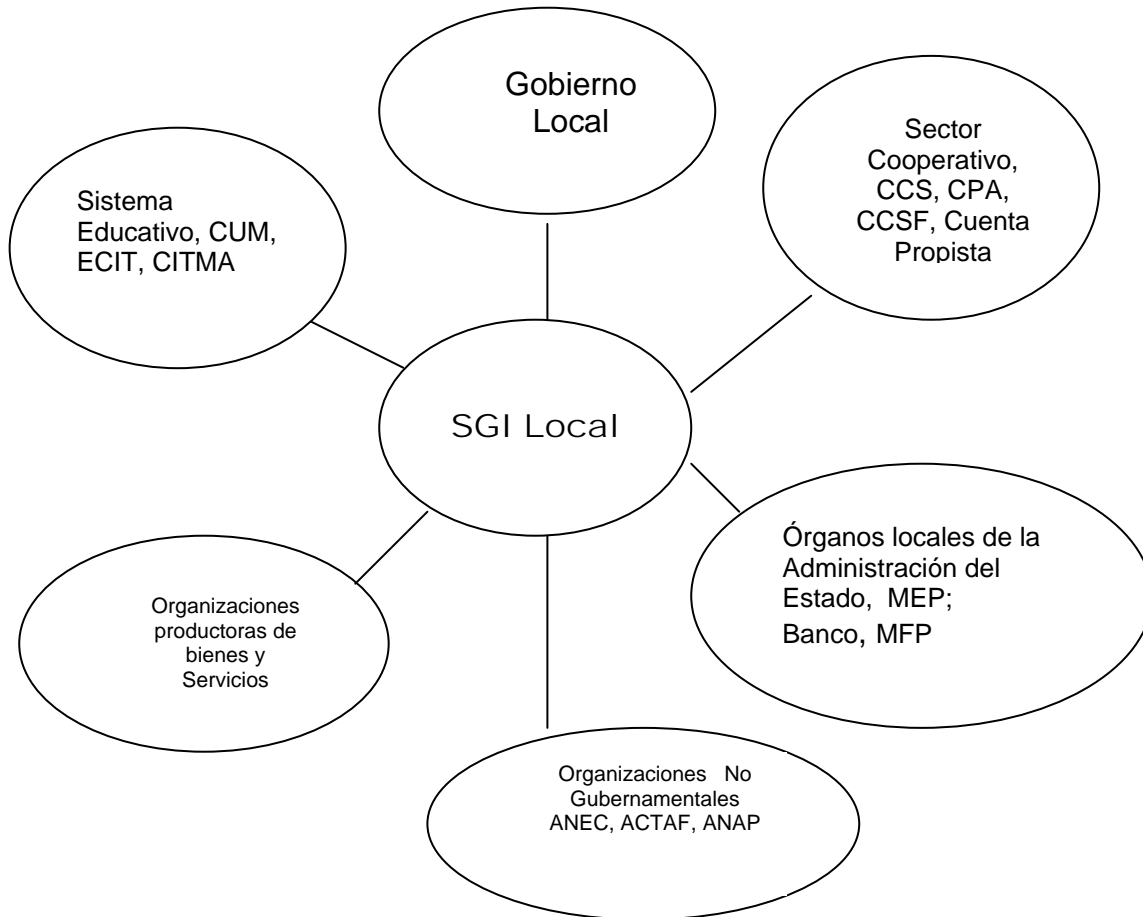 Gobierno
Local
Sector
Cooperativo,
CCS, CPA,
CCSF, Cuenta
Propista
Sistema
Educativo, CUM,
ECIT, CITMA
SGI Local
Órganos locales de la
Administración del
Estado, MEP;
Banco, MFP
Organizaciones
productoras de
bienes y
Servicios
Organizaciones No
Gubernamentales
ANEC, ACTAF, ANAP